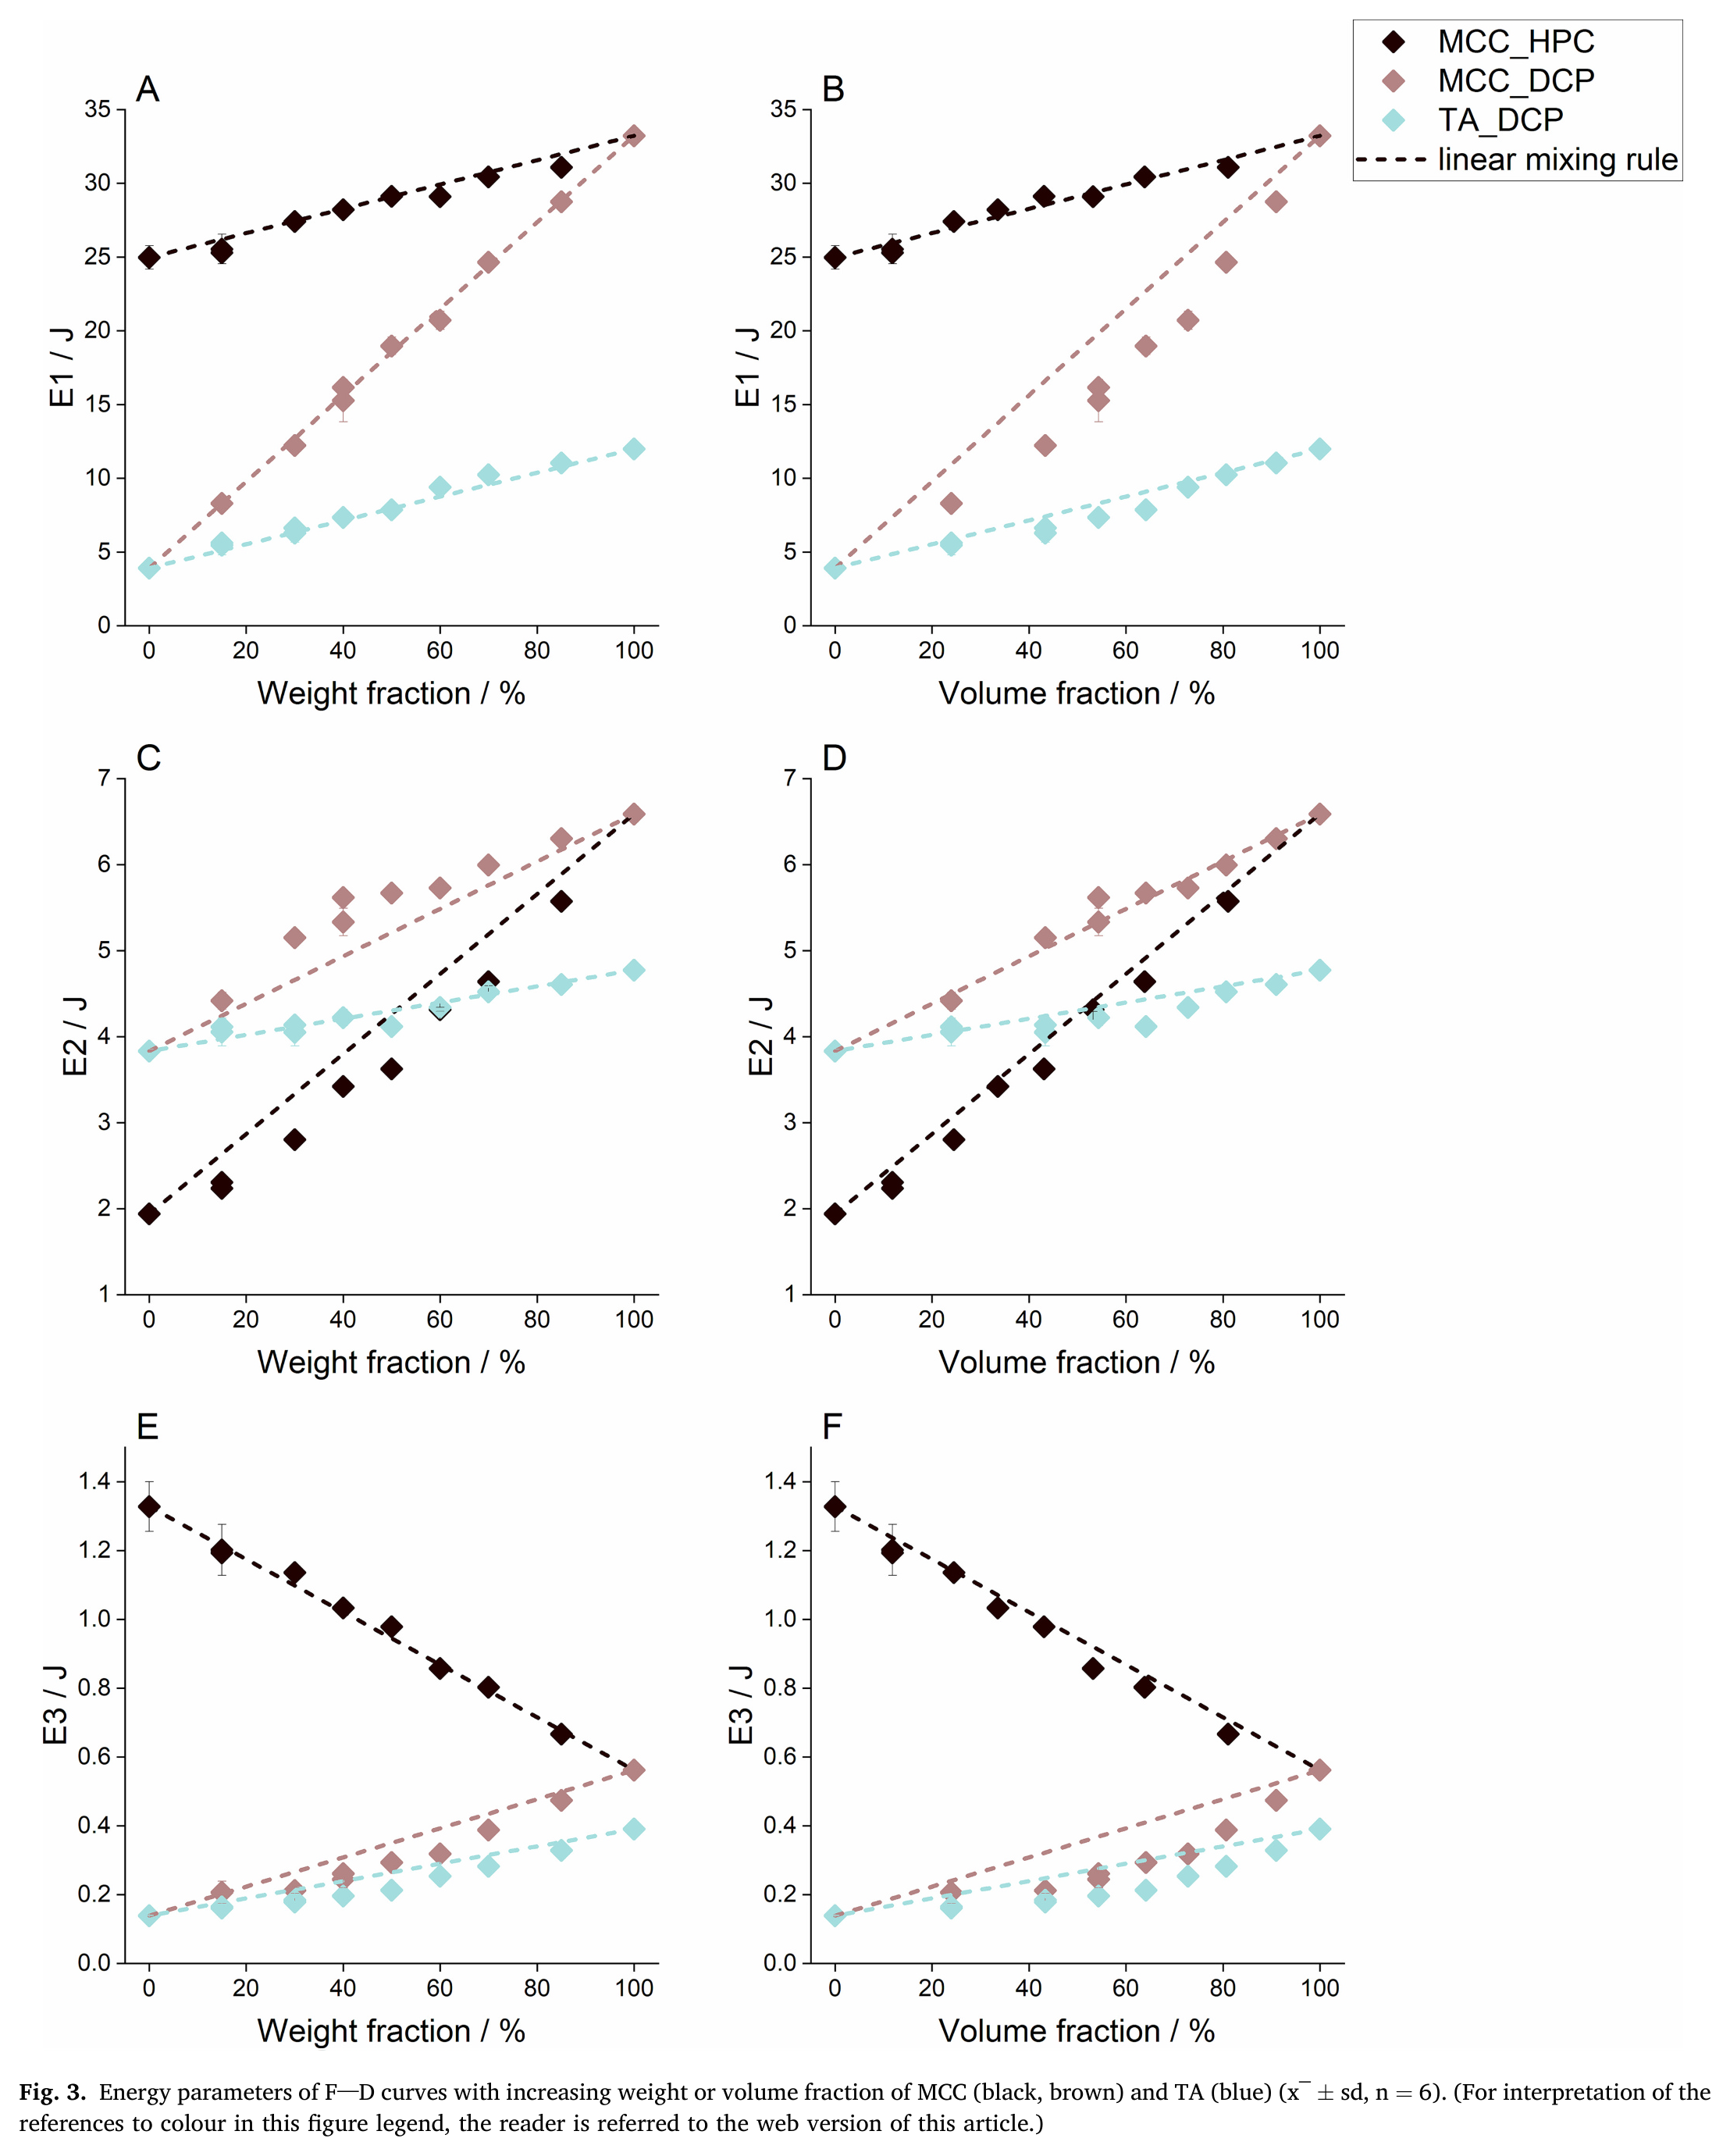 MCC_HPC
MCC_DCP
TA_DCP
linear mixing rule
A
35
30
25
20
15
10
5
0
E1 / J
0 20 40 60 80 100
Weight fraction / %
B
35
30
25
20
15
10
5
0
E1 / J
0 20 40 60 80 100
Volume fraction / %
C
7
6
5
4
3
2
1
E2 / J
0 20 40 60 80 100
Weight fraction / %
D
7
6
5
4
3
2
1
E2 / J
0 20 40 60 80 100
Volume fraction / %
E
1.4
1.2
1.0
0.8
0.6
0.4
0.2
0.0
E3 / J
0 20 40 60 80 100
Weight fraction / %
F
1.4
1.2
1.0
0.8
0.6
0.4
0.2
0.0
E3 / J
0 20 40 60 80 100
Volume fraction / %
Fig. 3. Energy parameters of F—D curves with increasing weight or volume fraction of MCC (black, brown) and TA (blue) (x¯ ± sd, n = 6). (For interpretation of the
references to colour in this figure legend, the reader is referred to the web version of this article.)